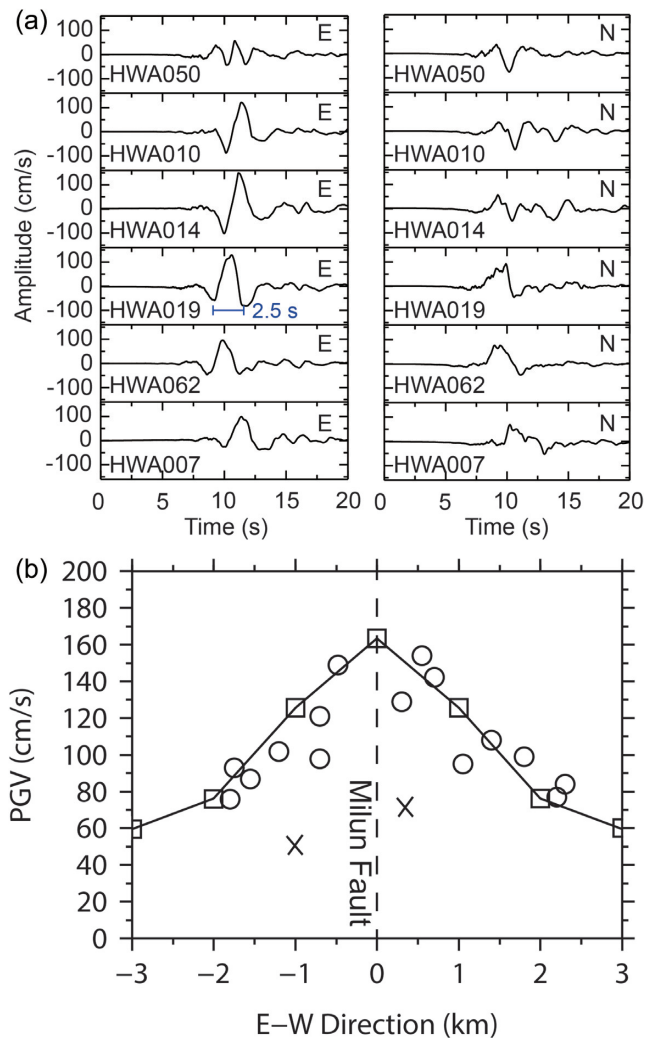 (a)
100
0
-100
E
HWA050
N
HWA050
100
0
-100
E
HWA010
N
HWA010
100
0
-100
E
HWA014
N
HWA014
100
0
-100
E
HWA019
2.5 s
N
HWA019
100
0
-100
E
HWA062
N
HWA062
100
0
-100
E
HWA007
N
HWA007
Amplitude (cm/s)
0 5 10 15 20
0 5 10 15 20
Time (s)
Time (s)
(b)
200
180
160
140
120
100
80
60
40
20
0
PGV (cm/s)
Milun Fault
−3 −2 −1 0 1 2 3
E−W Direction (km)